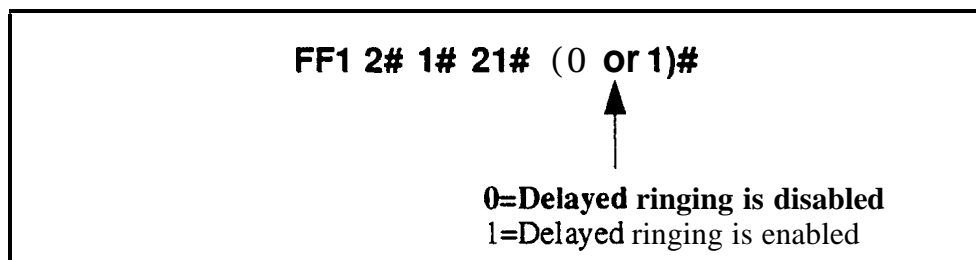 FF1 2# 1# 21# (0 or 1)#
0=Delayed ringing is disabled
1=Delayed ringing is enabled